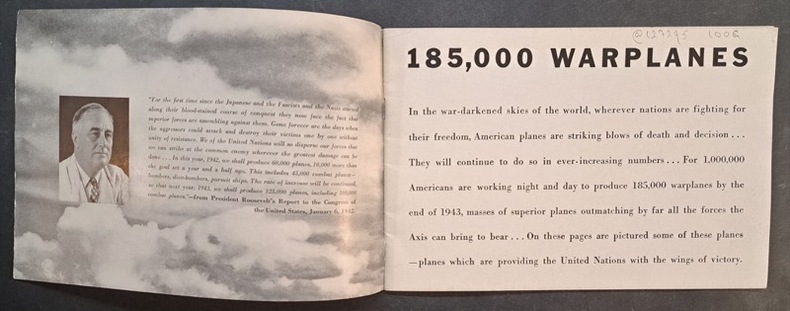 "For the first time since the Japanese and the Fascists and the Nazis started
along their blood-stained course of conquest they now face the fact that
superior forces are assembling against them. Gone forever are the days when
the aggressors could attack and destroy their victims one by one without
unity of resistance. We of the United Nations will so dispose our forces that
we can strike at the common enemy wherever the greatest damage can be
done ... In this year, 1942, we shall produce 60,000 planes, 10,000 more than
the goal set a year and a half ago. This includes 45,000 combat planes—
bombers, dive-bombers, pursuit ships. The rate of increase will be continued,
so that next year, 1943, we shall produce 125,000 planes, including 100,000
combat planes."—from President Roosevelt's Report to the Congress of
the United States, January 6, 1942.
185,000 WARPLANES
In the war-darkened skies of the world, wherever nations are fighting for
their freedom, American planes are striking blows of death and decision ...
They will continue to do so in ever-increasing numbers ... For 1,000,000
Americans are working night and day to produce 185,000 warplanes by the
end of 1943, masses of superior planes outmatching by far all the forces the
Axis can bring to bear ... On these pages are pictured some of these planes
—planes which are providing the United Nations with the wings of victory.